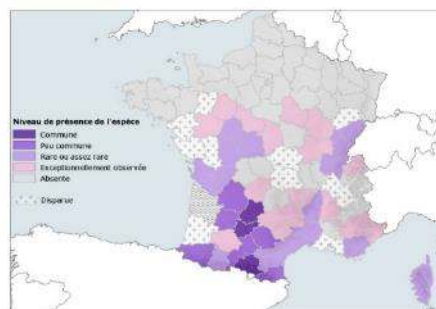 Niveau de présence de l'espèce
Commune
Peu commune
Rare ou assez rare
Exceptionnellement observée
Absente
Disparue